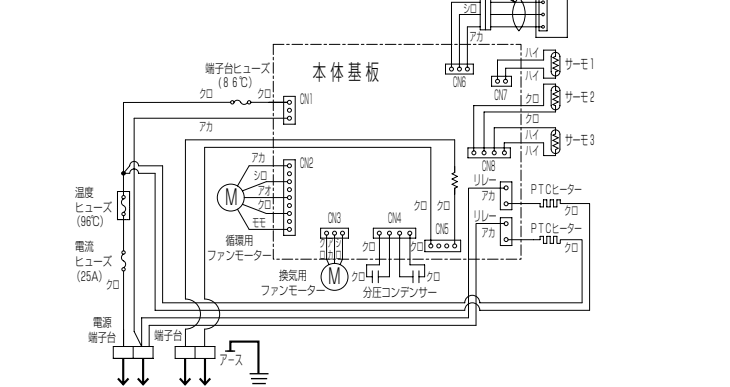 シロ
アカ
ハイ
サーモ1
端子台ヒューズ
(86℃)
本体基板
CN6
ハイ
CN7
クロ
クロ
CN1
クロ
サーモ2
クロ
アカ
ハイ
サーモ3
ハイ
アカ
CN2
CN8
シロ
リレー
PTCヒーター
温度
ヒューズ
(96℃)
M
アオ
アカ
クロ
クロ
クロ
クロ
モモ
CN3
CN4
CN5
リレー
PTCヒーター
アカ
クロ
循環用
ファンモーター
クロ
クロ
電流
ヒューズ
(25A)
クロ
換気用
ファンモーター
M
クロ
クロ
分圧コンデンサー
電源
端子台
端子台
アース